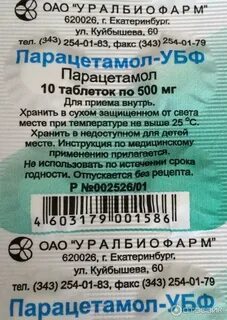 ОАО "УРАЛБИОФАРМ"
620026, г. Екатеринбург,
ул. Куйбышева, 60
тел. (343) 254-01-83, факс (343) 254-01-79
Парацетамол-УБФ
Парацетамол
10 таблеток по 500 мг
Для приема внутрь.
Хранить в сухом защищенном от света
месте при температуре не выше 25°С.
Хранить в недоступном для детей
месте. Инструкция по медицинскому
применению прилагается.
Не использовать по истечении срока
годности. Отпускается без рецепта.
Р №002526/01
4603179001586
ОАО "УРАЛБИОФАРМ"
620026, г. Екатеринбург,
ул. Куйбышева, 60
тел. (343) 254-01-83, факс (343) 254-01-79
Парацетамол-УБФ